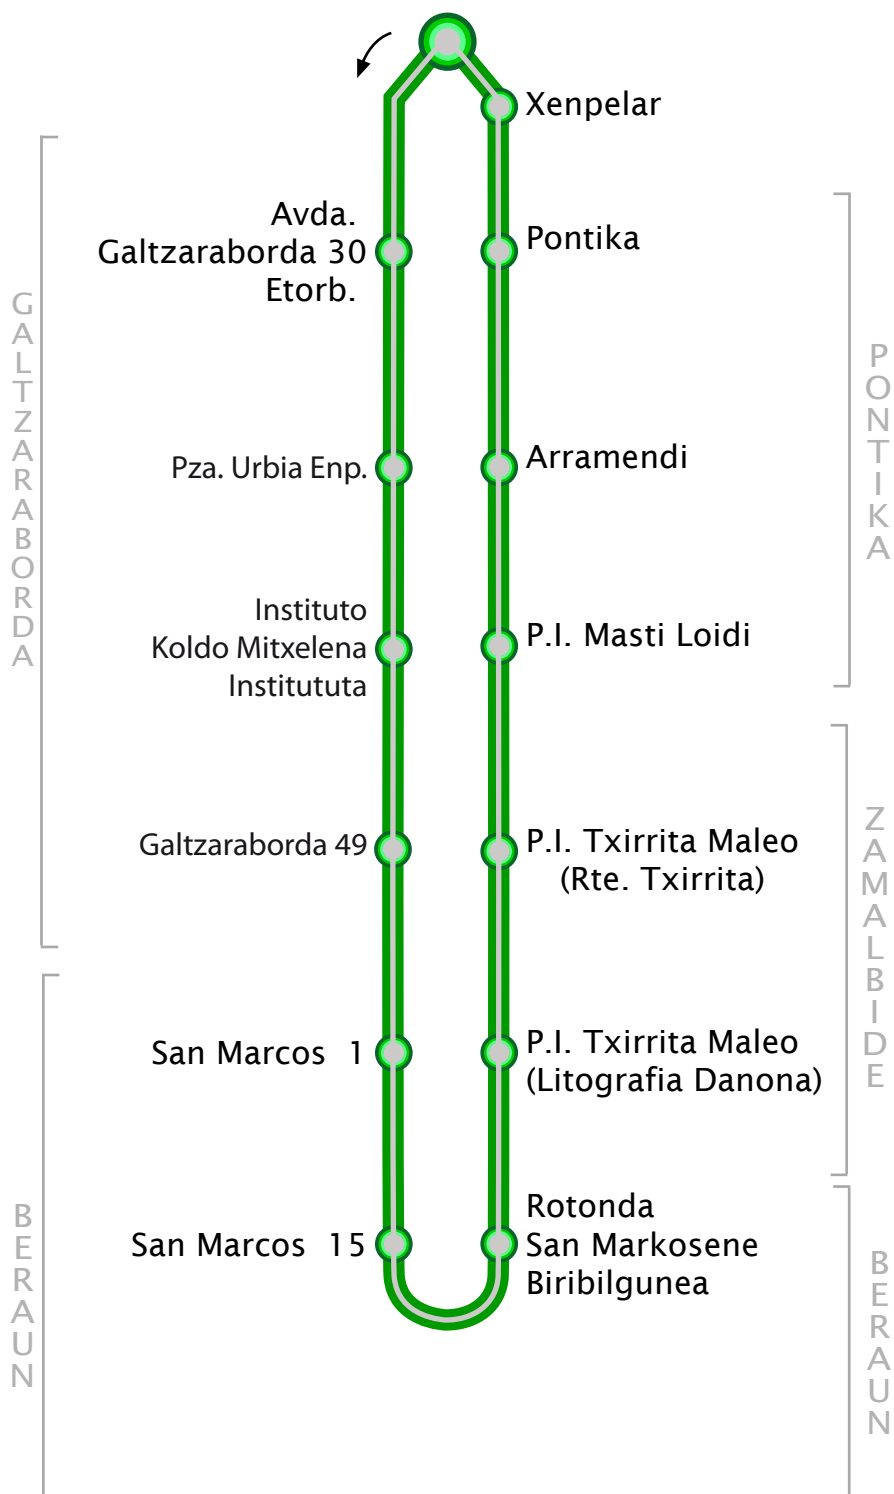 Xenpelar
Avda.
Galtzaraborda 30
Etorb.
Pontika
Pza. Urbia Enp.
Arramendi
Instituto
Koldo Mitxelena
Institututa
P.I. Masti Loidi
Galtzaraborda 49
P.I. Txirrita Maleo
(Rte. Txirrita)
San Marcos 1
P.I. Txirrita Maleo
(Litografia Danona)
San Marcos 15
Rotonda
San Markosene
Biribilgunea
GALTZARABORDA
BERAUN
PONTIKA
ZAMALBIDE
BERAUN